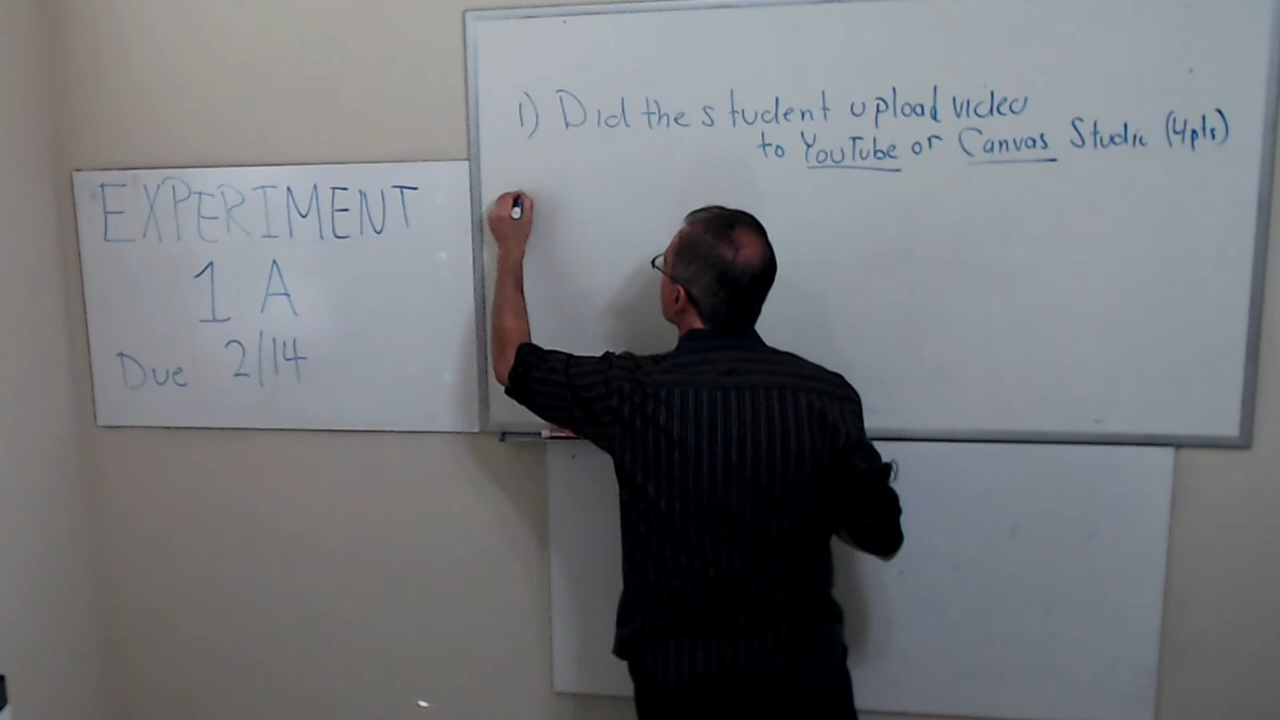 EXPERIMENT
1 A
Due 2/14
1) Did the student upload video
to YouTube or Canvas Studio (4pts)